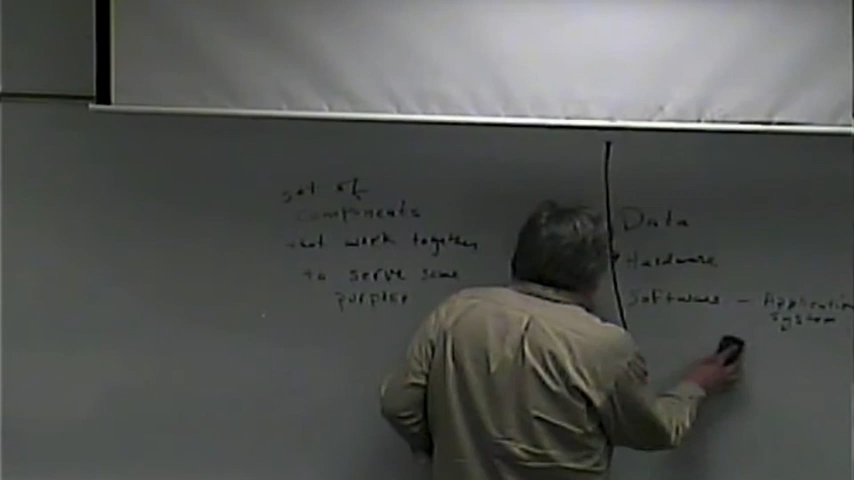 set of
components
that work together
to serve some
purpose
Data
Hardware
Software - Application
System